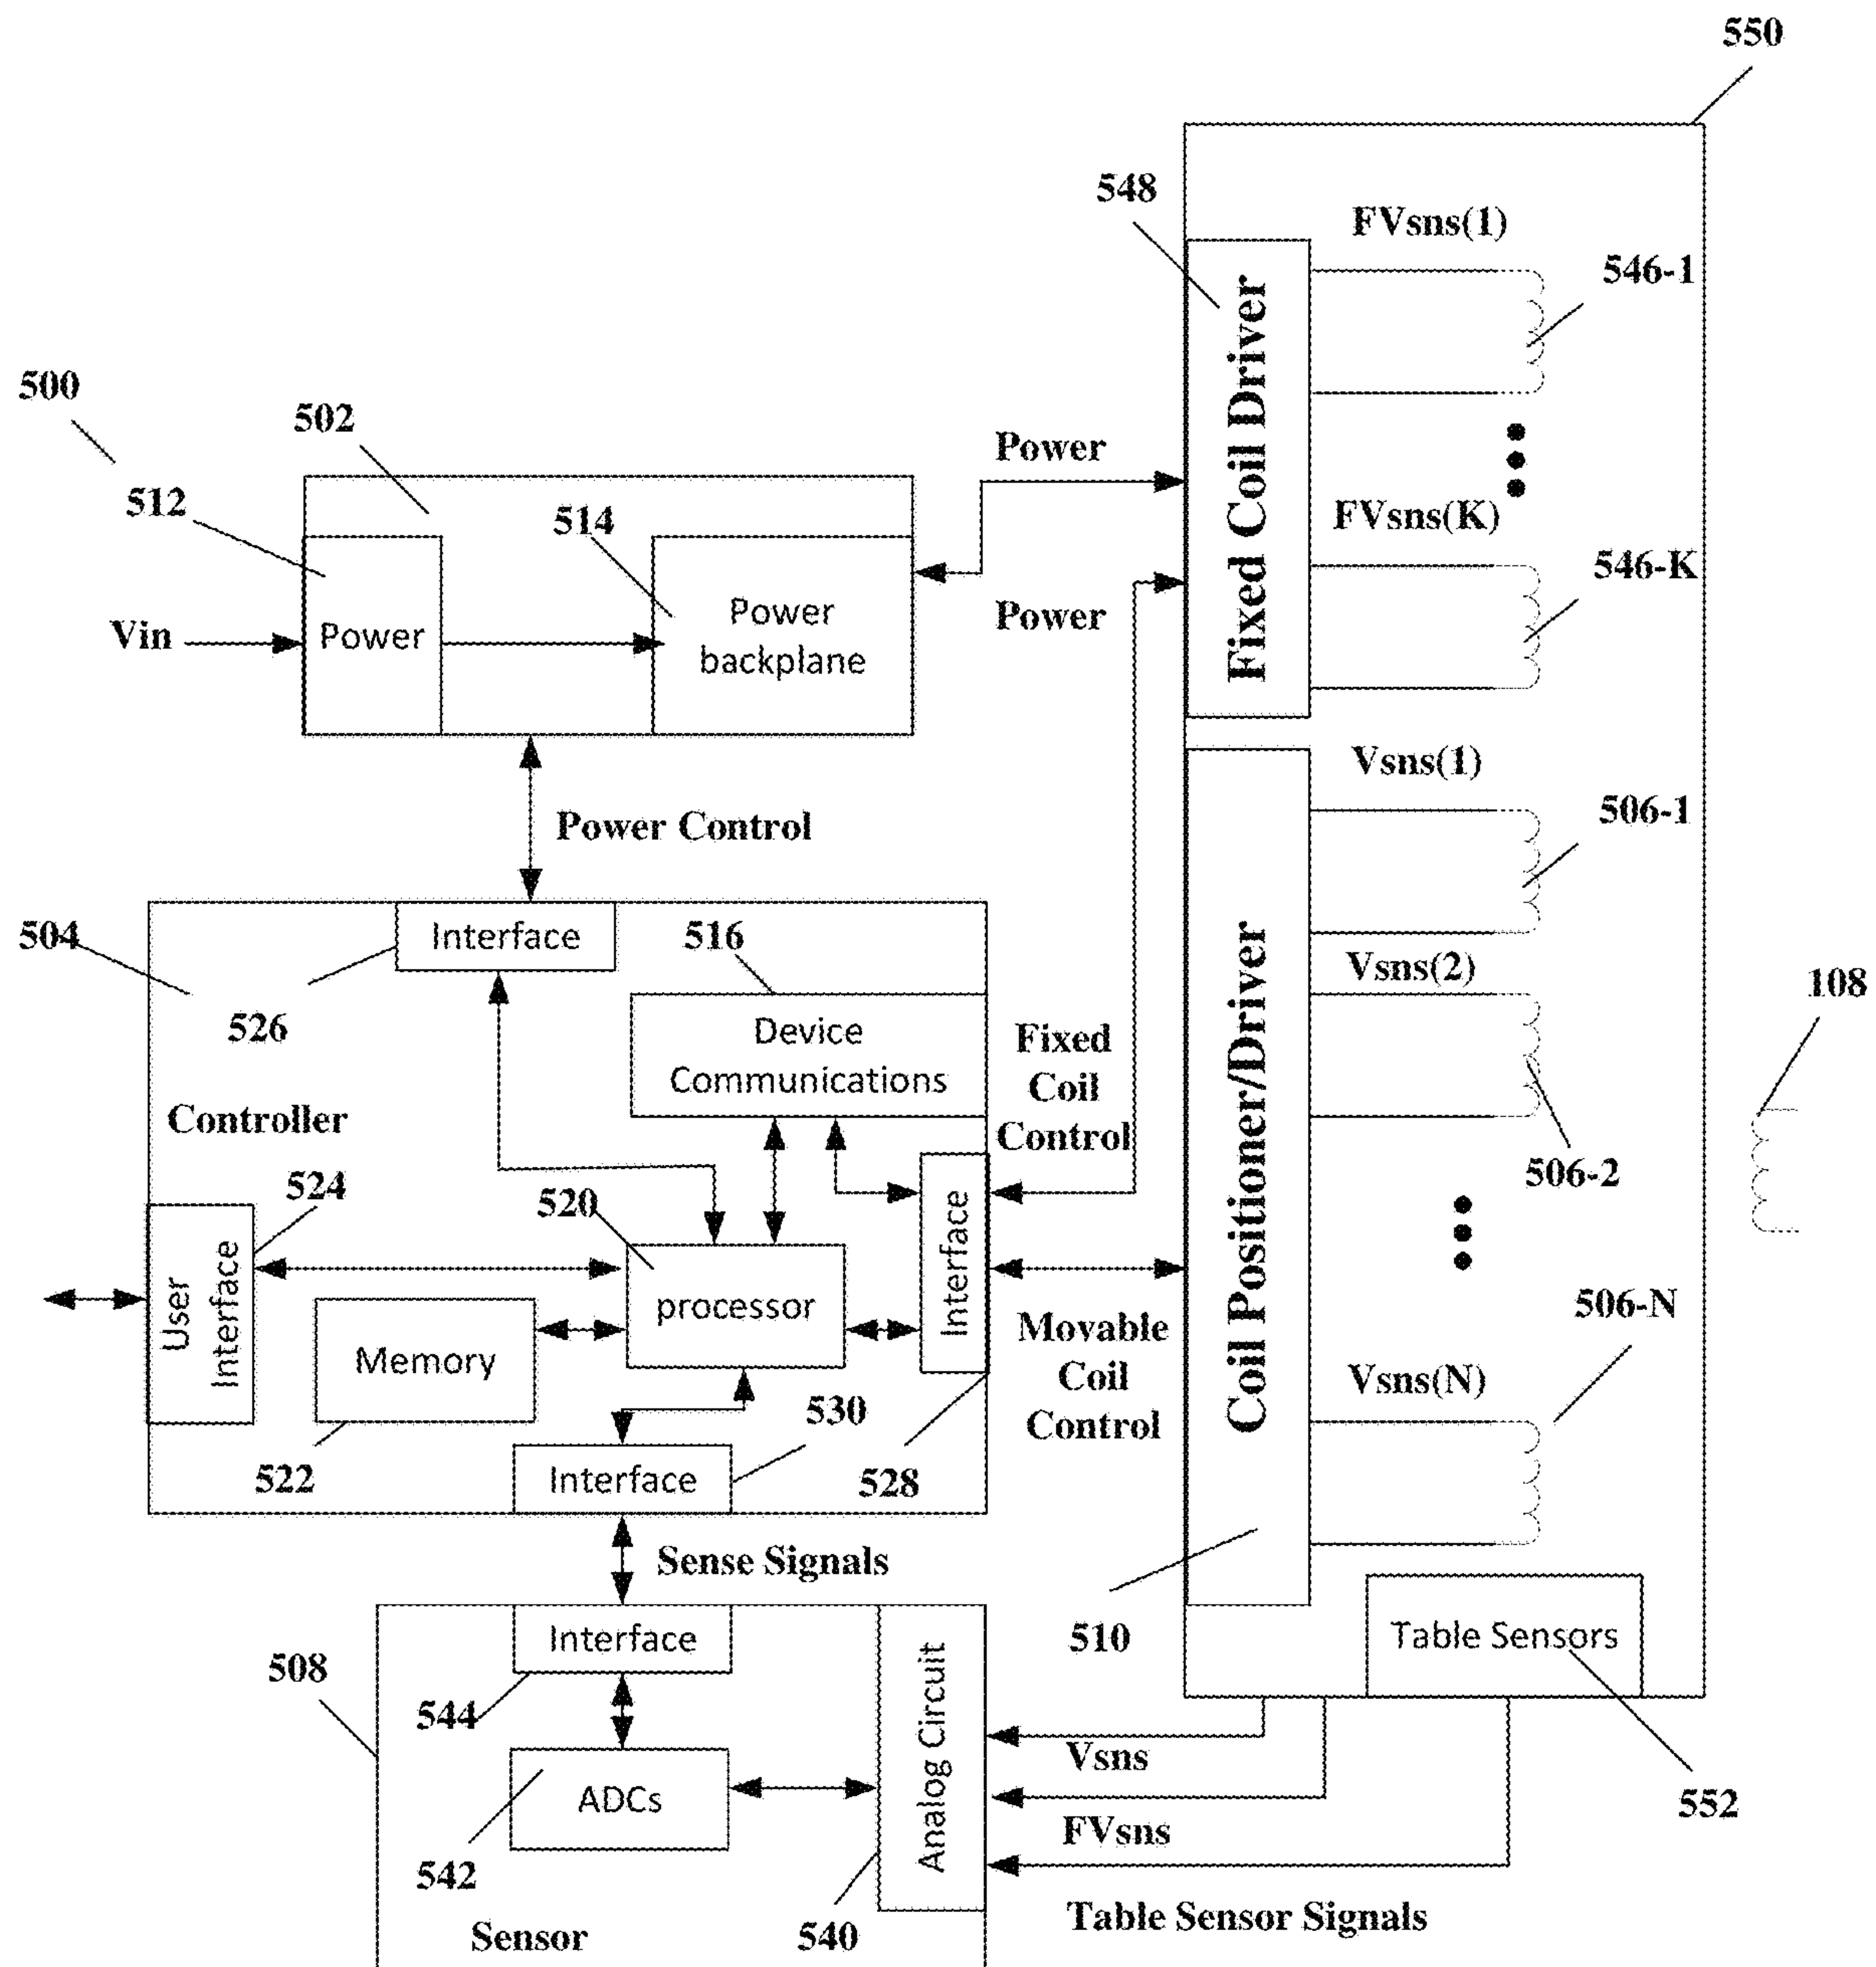 550
548
FVsns(1)
546-1
500
502
Power
512
514
FVsns(K)
546-K
Fixed Coil Driver
Vin
Power
Power
backplane
Power
Vsns(1)
506-1
Power Control
504
Interface
516
Vsns(2)
108
526
Device
Communications
Fixed
Coil
Control
Controller
524
520
506-2
User
Interface
processor
Interface
Coil Positioner/Driver
Memory
Movable
Coil
Control
506-N
Vsns(N)
522
530
Interface
528
Sense Signals
508
Interface
510
Table Sensors
544
Analog Circuit
Vsns
ADCs
552
FVsns
542
Sensor
540
Table Sensor Signals